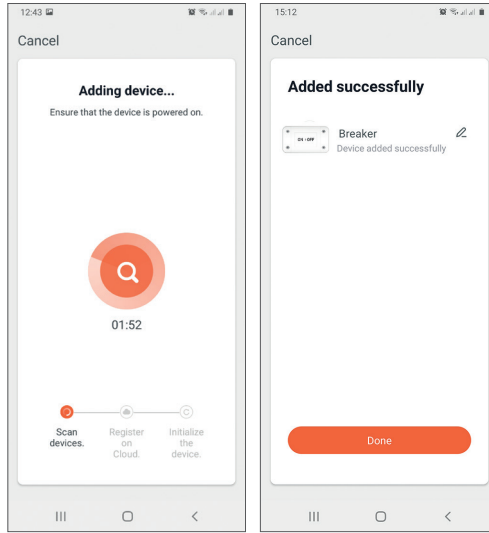 12:43
Cancel
Adding device...
Ensure that the device is powered on.
01:52
Scan
devices.
Register
on
Cloud.
Initialize
the
device.
15:12
Cancel
Added successfully
ON · OFF
Breaker
Device added successfully
Done